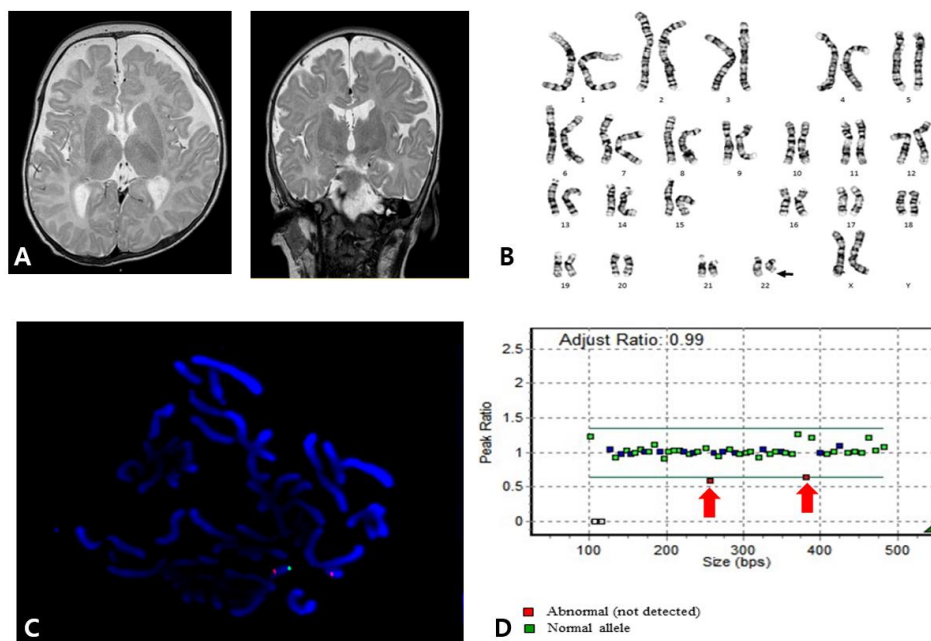 A
B
1 2 3 4 5
6 7 8 9 10 11 12
13 14 15 16 17 18
19 20 21 22 X Y
C
D
Adjust Ratio: 0.99
Peak Ratio
2.5
2
1.5
1
0.5
0
100 200 300 400 500
Size (bps)
Abnormal (not detected)
Normal allele